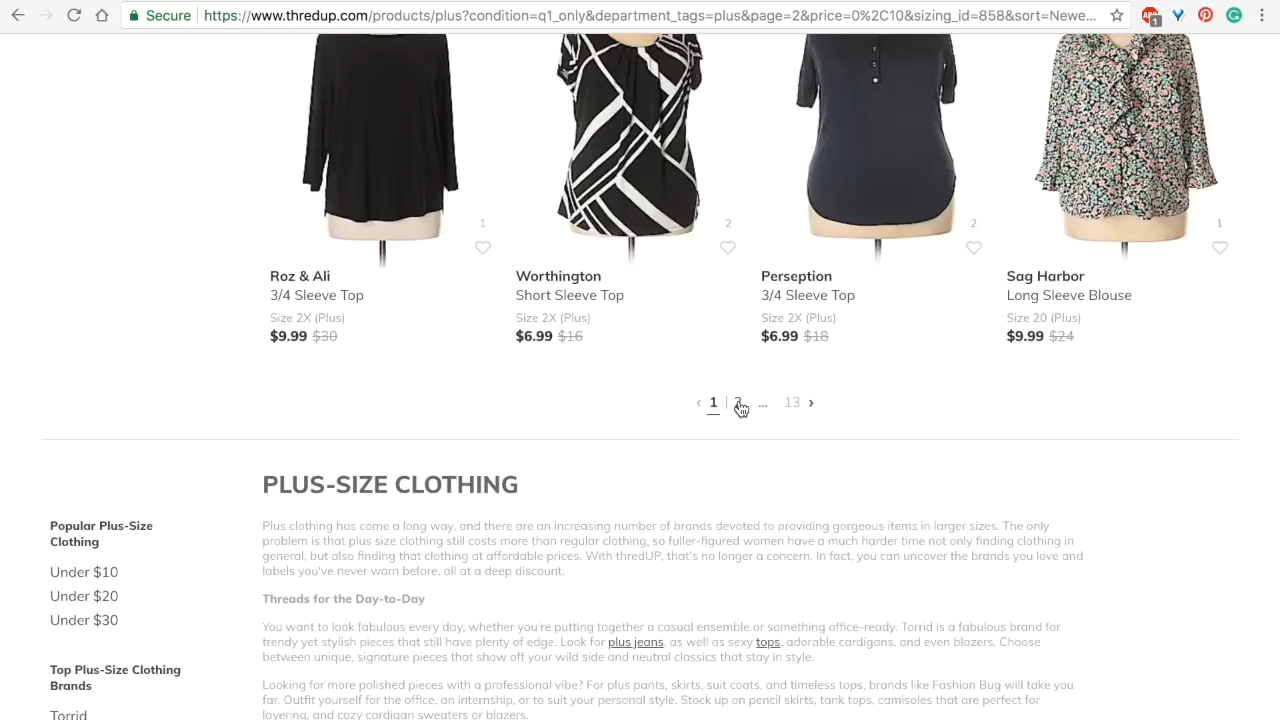 Secure https://www.thredup.com/products/plus?condition=q1_only&department_tags=plus&page=2&price=0%2C10&sizing_id=858&sort=Newe...
1
1 2 2 1
Roz & Ali Worthington Perseption Sag Harbor
3/4 Sleeve Top Short Sleeve Top 3/4 Sleeve Top Long Sleeve Blouse
Size 2X (Plus) Size 2X (Plus) Size 2X (Plus) Size 20 (Plus)
$9.99 $30 $6.99 $16 $6.99 $18 $9.99 $24
‹ 1 | 2 ... 13 ›
PLUS-SIZE CLOTHING
Popular Plus-Size
Clothing
Under $10
Under $20
Under $30
Top Plus-Size Clothing
Brands
Torrid
Plus clothing has come a long way, and there are an increasing number of brands devoted to providing gorgeous items in larger sizes. The only
problem is that plus size clothing still costs more than regular clothing, so fuller-figured women have a much harder time not only finding clothing in
general, but also finding that clothing at affordable prices. With thredUP, that's no longer a concern. In fact, you can uncover the brands you love and
labels you've never worn before, all at a deep discount.
Threads for the Day-to-Day
You want to look fabulous every day, whether you're putting together a casual ensemble or something office-ready. Torrid is a fabulous brand for
trendy yet stylish pieces that still have plenty of edge. Look for plus jeans, as well as sexy tops, adorable cardigans, and even blazers. Choose
between unique, signature pieces that show off your wild side and neutral classics that stay in style.
Looking for more polished pieces with a professional vibe? For plus pants, skirts, suit coats, and timeless tops, brands like Fashion Bug will take you
far. Outfit yourself for the office, an internship, or to suit your personal style. Stock up on pencil skirts, tank tops, camisoles that are perfect for
layering, and cozy cardigan sweaters or blazers.